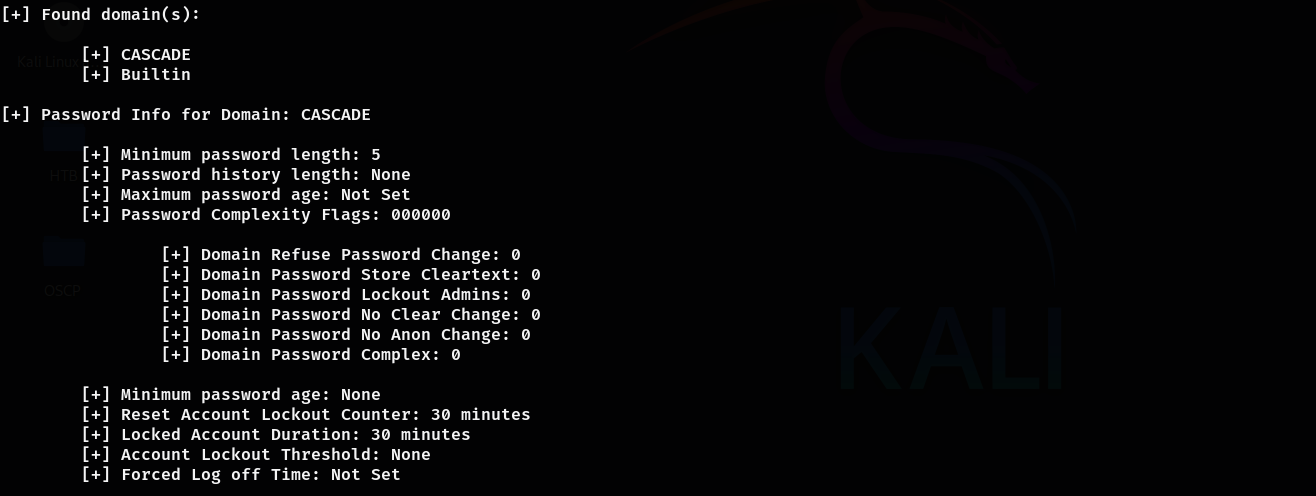 [+] Found domain(s):
[+] CASCADE
[+] Builtin
[+] Password Info for Domain: CASCADE
[+] Minimum password length: 5
[+] Password history length: None
[+] Maximum password age: Not Set
[+] Password Complexity Flags: 000000
[+] Domain Refuse Password Change: 0
[+] Domain Password Store Cleartext: 0
[+] Domain Password Lockout Admins: 0
[+] Domain Password No Clear Change: 0
[+] Domain Password No Anon Change: 0
[+] Domain Password Complex: 0
[+] Minimum password age: None
[+] Reset Account Lockout Counter: 30 minutes
[+] Locked Account Duration: 30 minutes
[+] Account Lockout Threshold: None
[+] Forced Log off Time: Not Set
Kali Linux
HTB
OSCP
KALI